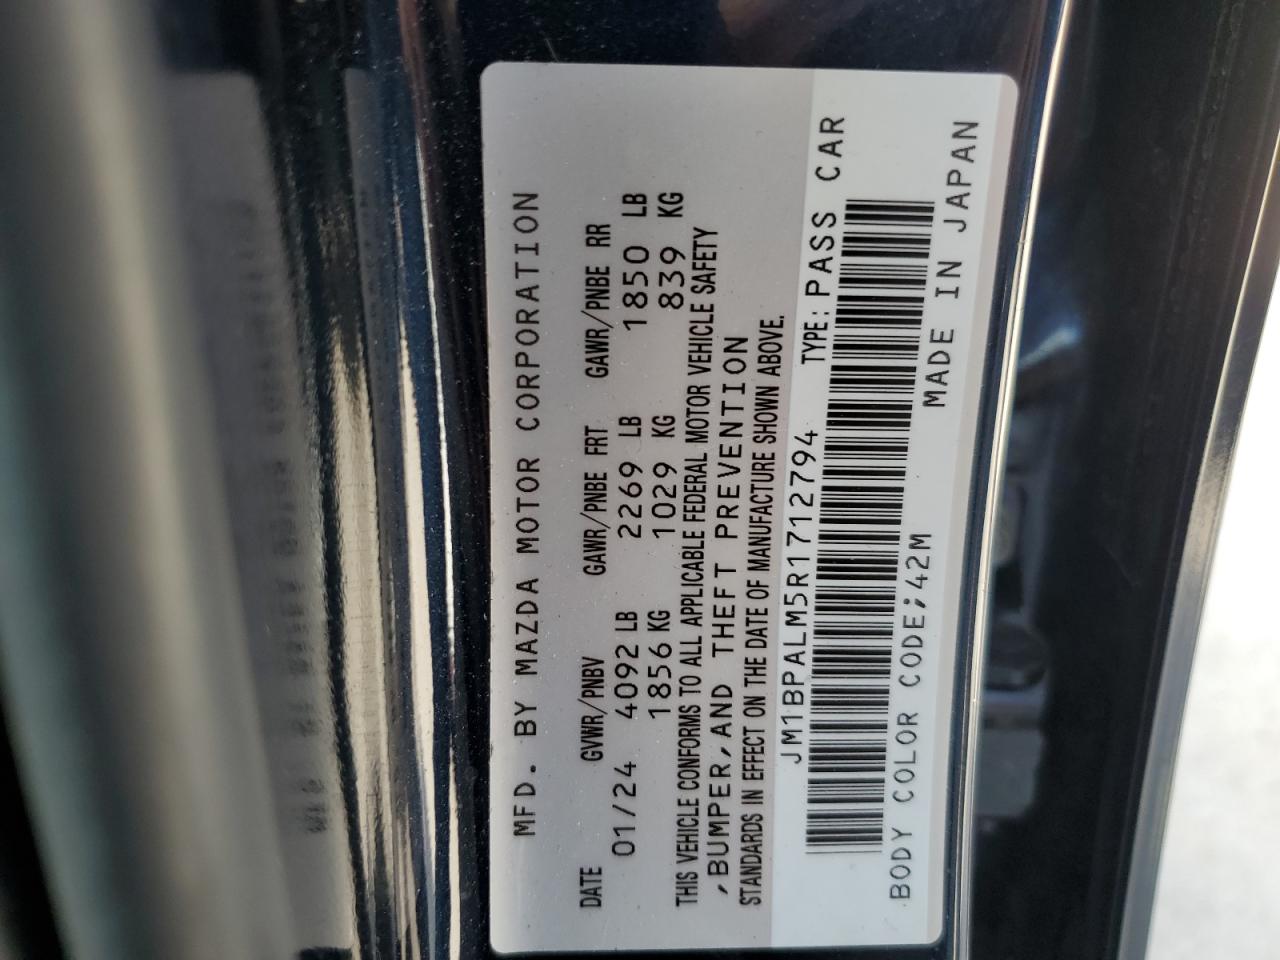 MFD. BY MAZDA MOTOR CORPORATION
DATE GVWR/PNBV GAWR/PNBE FRT GAWR/PNBE RR
01/24 4092 LB 2269 LB 1850 LB
1856 KG 1029 KG 839 KG
THIS VEHICLE CONFORMS TO ALL APPLICABLE FEDERAL MOTOR VEHICLE SAFETY
,BUMPER,AND THEFT PREVENTION
STANDARDS IN EFFECT ON THE DATE OF MANUFACTURE SHOWN ABOVE.
JM1BPALM5R1712794 TYPE: PASS CAR
BODY COLOR CODE;42M MADE IN JAPAN